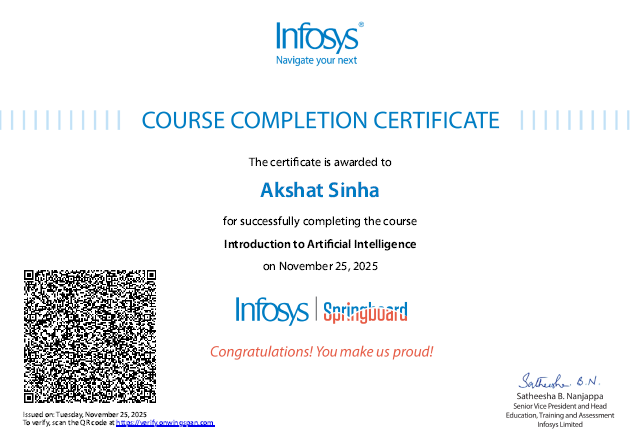 Infosys®
Navigate your next
COURSE COMPLETION CERTIFICATE
The certificate is awarded to
Akshat Sinha
for successfully completing the course
Introduction to Artificial Intelligence
on November 25, 2025
Infosys | Springboard
Congratulations! You make us proud!
Satheesha B. N.
Satheesha B. Nanjappa
Senior Vice President and Head
Education, Training and Assessment
Infosys Limited
Issued on: Tuesday, November 25, 2025
To verify, scan the QR code at https://verify.onwingspan.com